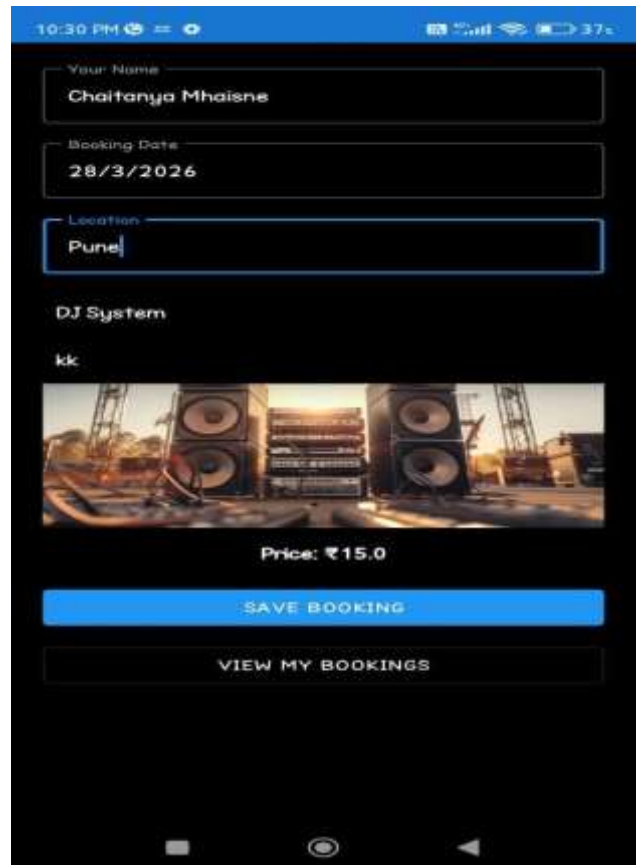 10:30 PM
37%
Your Name
Chaitanya Mhaisne
Booking Date
28/3/2026
Location
Pune
DJ System
kk
Price: ₹15.0
SAVE BOOKING
VIEW MY BOOKINGS